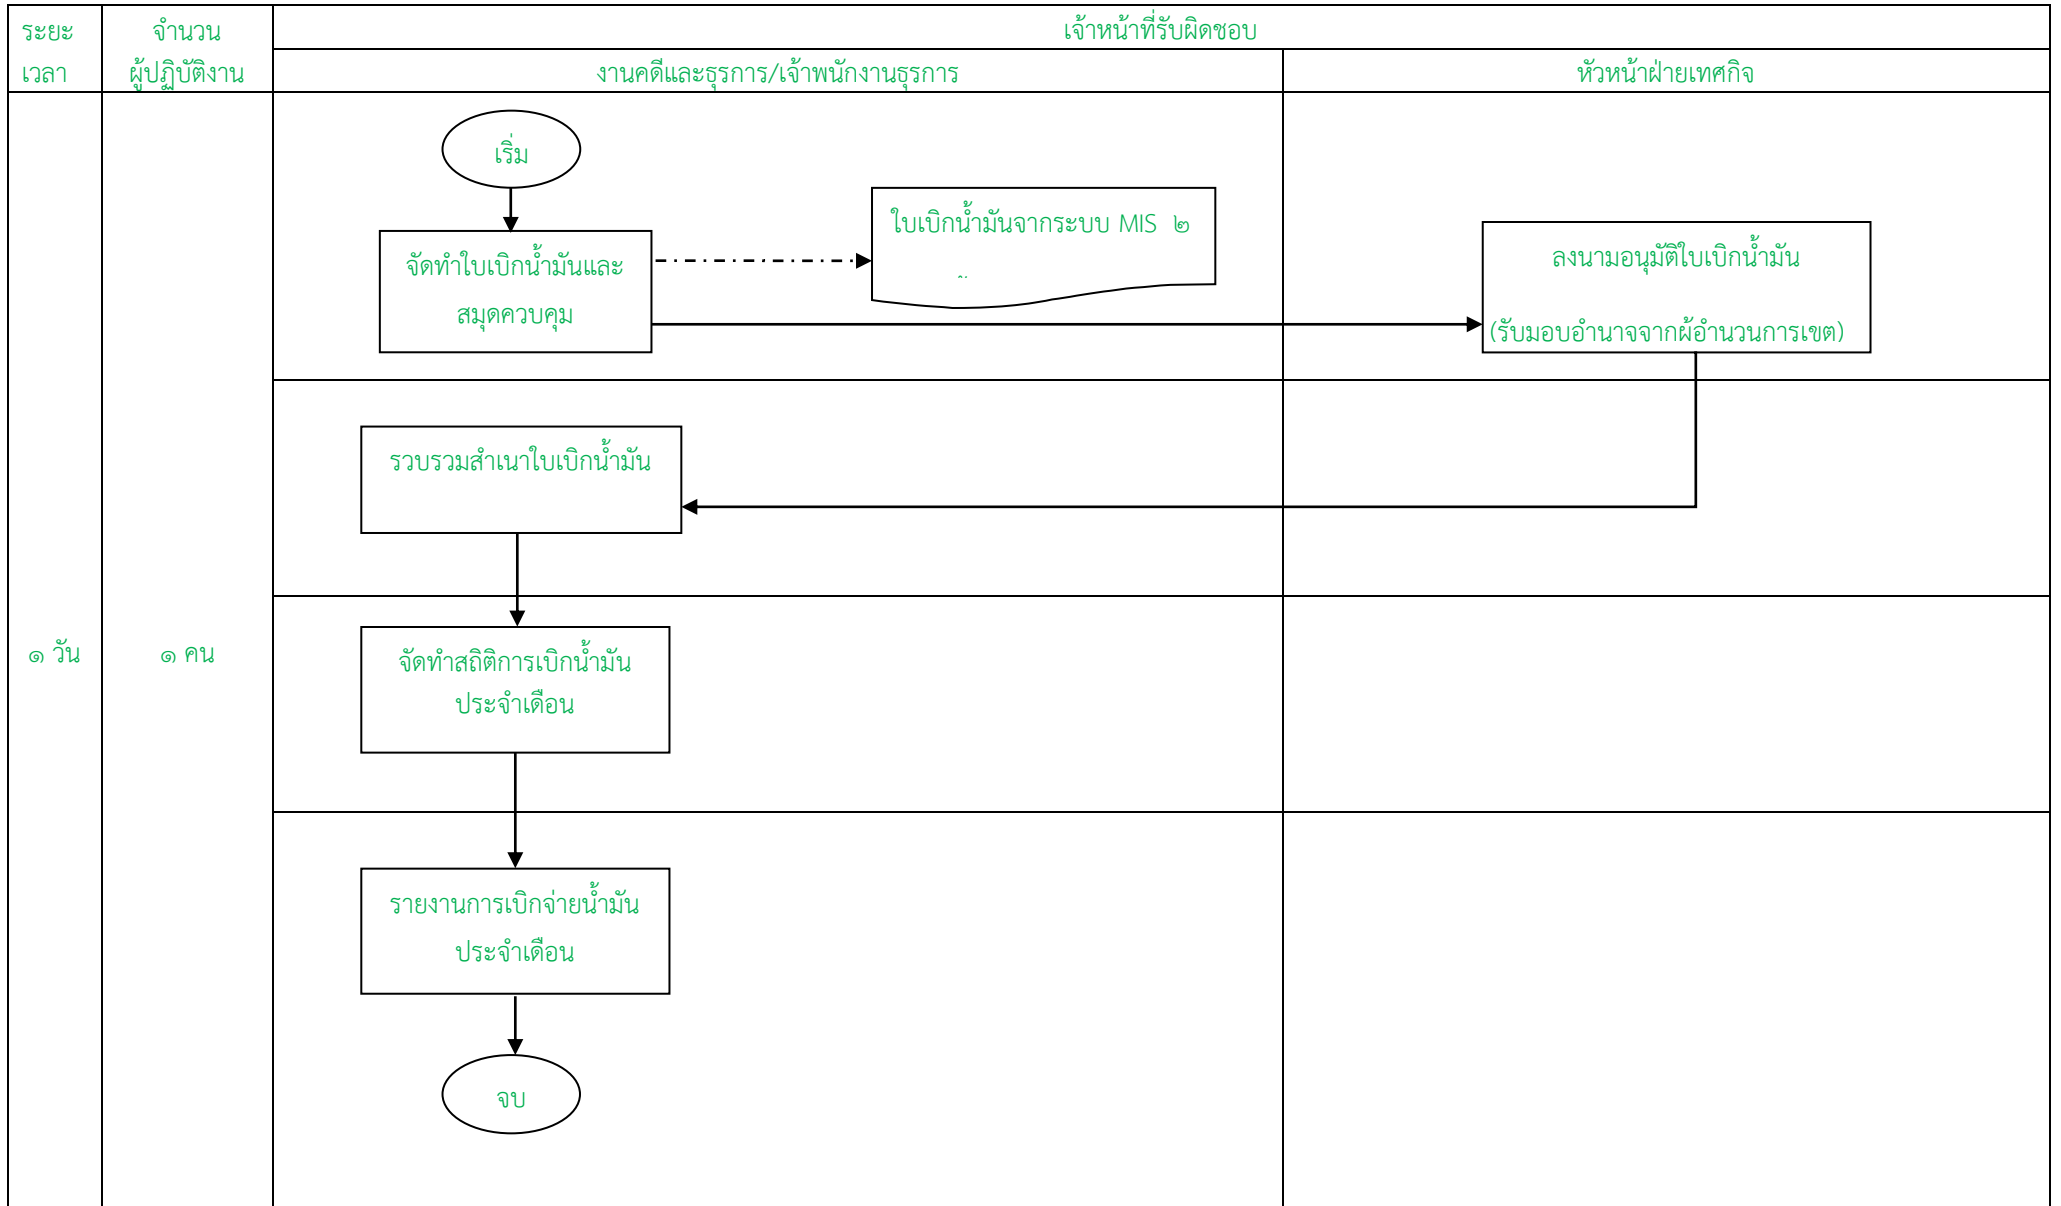 ระยะ
เวลา
จำนวน
ผู้ปฏิบัติงาน
เจ้าหน้าที่รับผิดชอบ
งานคดีและธุรการ/เจ้าพนักงานธุรการ
หัวหน้าฝ่ายเทศกิจ
เริ่ม
จัดทำใบเบิกน้ำมันและ
สมุดควบคุม
ใบเบิกน้ำมันจากระบบ MIS ๒
ลงนามอนุมัติใบเบิกน้ำมัน
(รับมอบอำนาจจากผู้อำนวยการเขต)
รวบรวมสำเนาใบเบิกน้ำมัน
๑ วัน
๑ คน
จัดทำสถิติการเบิกน้ำมัน
ประจำเดือน
รายงานการเบิกจ่ายน้ำมัน
ประจำเดือน
จบ